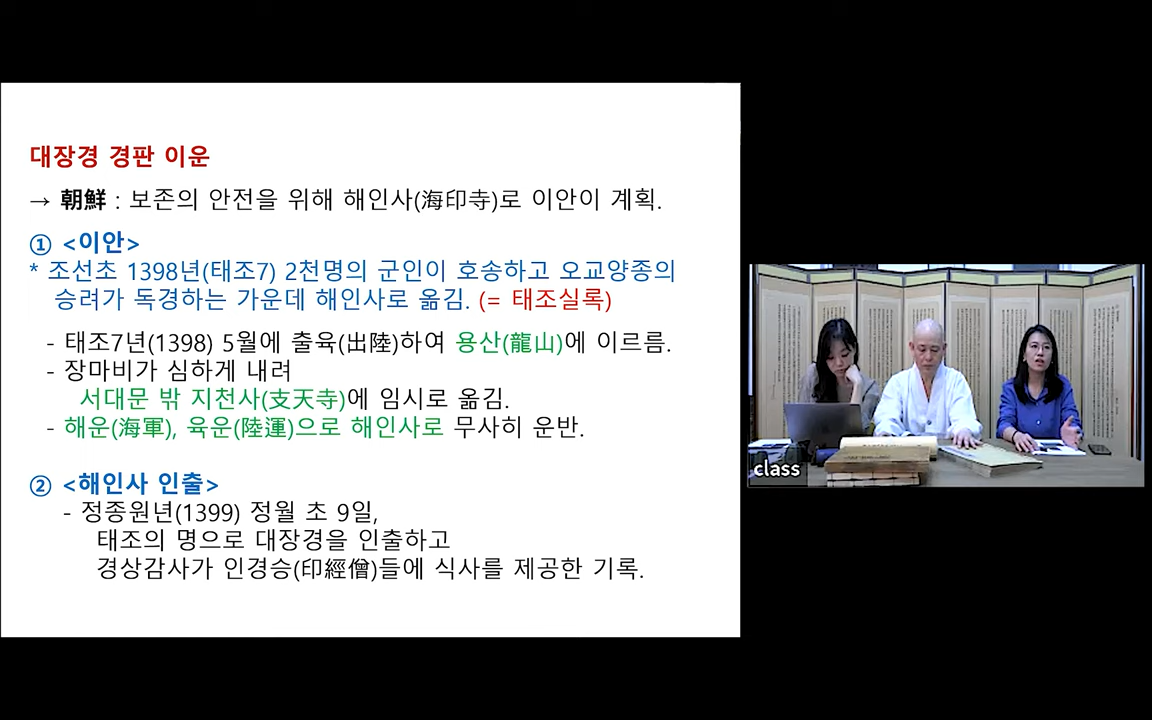 대장경 경판 이운
→ 朝鮮 : 보존의 안전을 위해 해인사(海印寺)로 이안이 계획.
① <이안>
* 조선초 1398년(태조7) 2천명의 군인이 호송하고 오교양종의
승려가 독경하는 가운데 해인사로 옮김. (= 태조실록)
- 태조7년(1398) 5월에 출육(出陸)하여 용산(龍山)에 이르름.
- 장마비가 심하게 내려
서대문 밖 지천사(支天寺)에 임시로 옮김.
- 해운(海軍), 육운(陸運)으로 해인사로 무사히 운반.
② <해인사 인출>
- 정종원년(1399) 정월 초 9일,
태조의 명으로 대장경을 인출하고
경상감사가 인경승(印經僧)들에 식사를 제공한 기록.
class